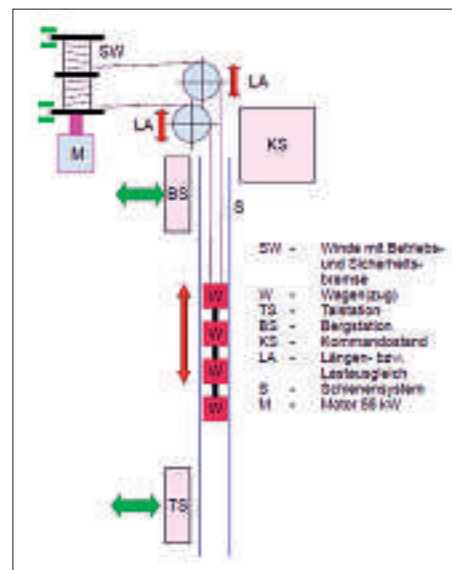 SW
LA
LA
M
KS
BS
S
W
W
W
W
TS
SW - Winde mit Betriebs-
und Sicherheits-
bremse
W - Wagen(zug)
TS - Talstation
BS - Bergstation
KS - Kommandostand
LA - Längen- bzw.
Lastausgleich
S - Schienensystem
M - Motor 55 kW